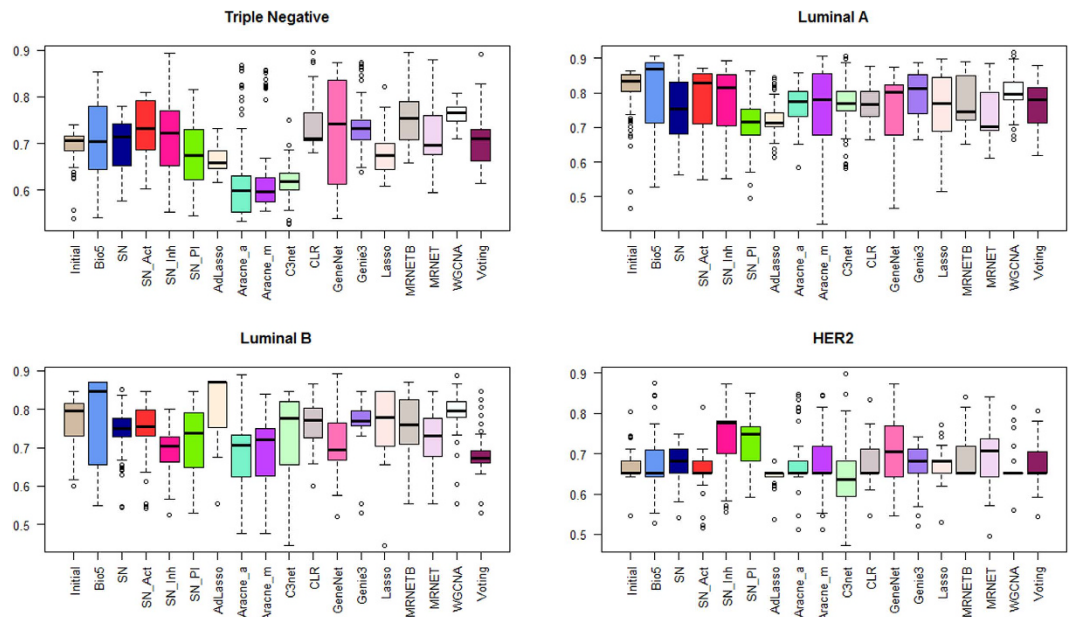 Triple Negative
0.9
0.8
0.7
0.6
Initial
Bio5
SN
SN_Act
SN_Inh
SN_PI
AdLasso
Aracne_a
Aracne_m
C3net
CLR
GeneNet
Genie3
Lasso
MRNETB
MRNET
WGCNA
Voting
Luminal A
0.9
0.8
0.7
0.6
0.5
Initial
Bio5
SN
SN_Act
SN_Inh
SN_PI
AdLasso
Aracne_a
Aracne_m
C3net
CLR
GeneNet
Genie3
Lasso
MRNETB
MRNET
WGCNA
Voting
Luminal B
0.9
0.8
0.7
0.6
0.5
Initial
Bio5
SN
SN_Act
SN_Inh
SN_PI
AdLasso
Aracne_a
Aracne_m
C3net
CLR
GeneNet
Genie3
Lasso
MRNETB
MRNET
WGCNA
Voting
HER2
0.9
0.8
0.7
0.6
0.5
Initial
Bio5
SN
SN_Act
SN_Inh
SN_PI
AdLasso
Aracne_a
Aracne_m
C3net
CLR
GeneNet
Genie3
Lasso
MRNETB
MRNET
WGCNA
Voting